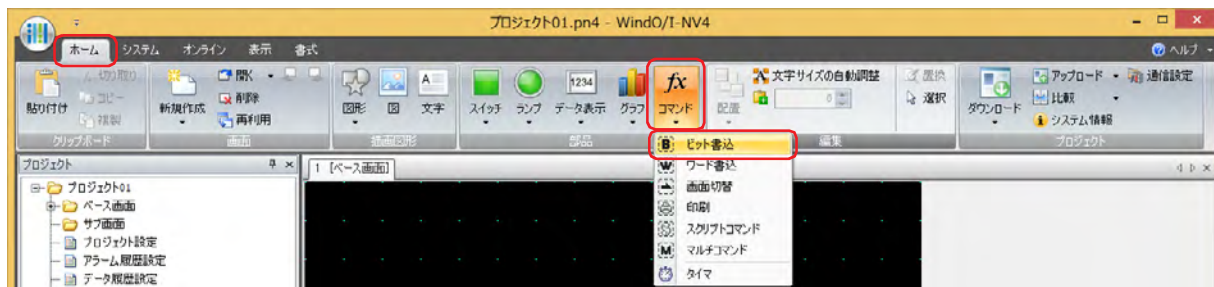 プロジェクト01.pn4 - WindO/I-NV4
ホーム システム オンライン 表示 書式 ヘルプ
貼り付け 切り取り コピー 複製 クリップボード
新規作成 開く 削除 再利用 画面
図形 図 A 文字 描画図形
スイッチ ランプ 1234 データ表示 グラフ fx コマンド 部品
配置 文字サイズの自動調整 0 置換 選択 編集
ダウンロード アップロード 比較 システム情報 通信設定 プロジェクト
B ビット書込
W ワード書込
画面切替
印刷
スクリプトコマンド
M マルチコマンド
タイマ
プロジェクト
1 [ベース画面]
プロジェクト01
ベース画面
サブ画面
プロジェクト設定
アラーム履歴設定
データ履歴設定